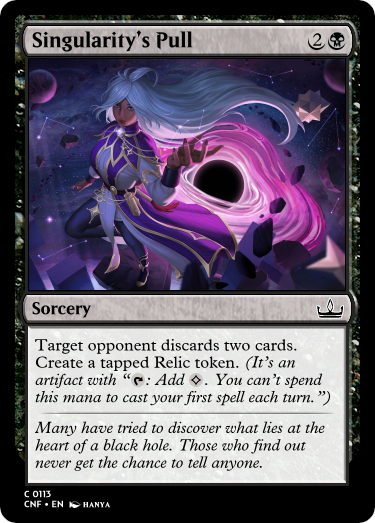 Singularity's Pull 2
Sorcery
Target opponent discards two cards.
Create a tapped Relic token. (It's an
artifact with “: Add . You can't spend
this mana to cast your first spell each turn.”)
Many have tried to discover what lies at the
heart of a black hole. Those who find out
never get the chance to tell anyone.
C 0113
CNF • EN HANYA